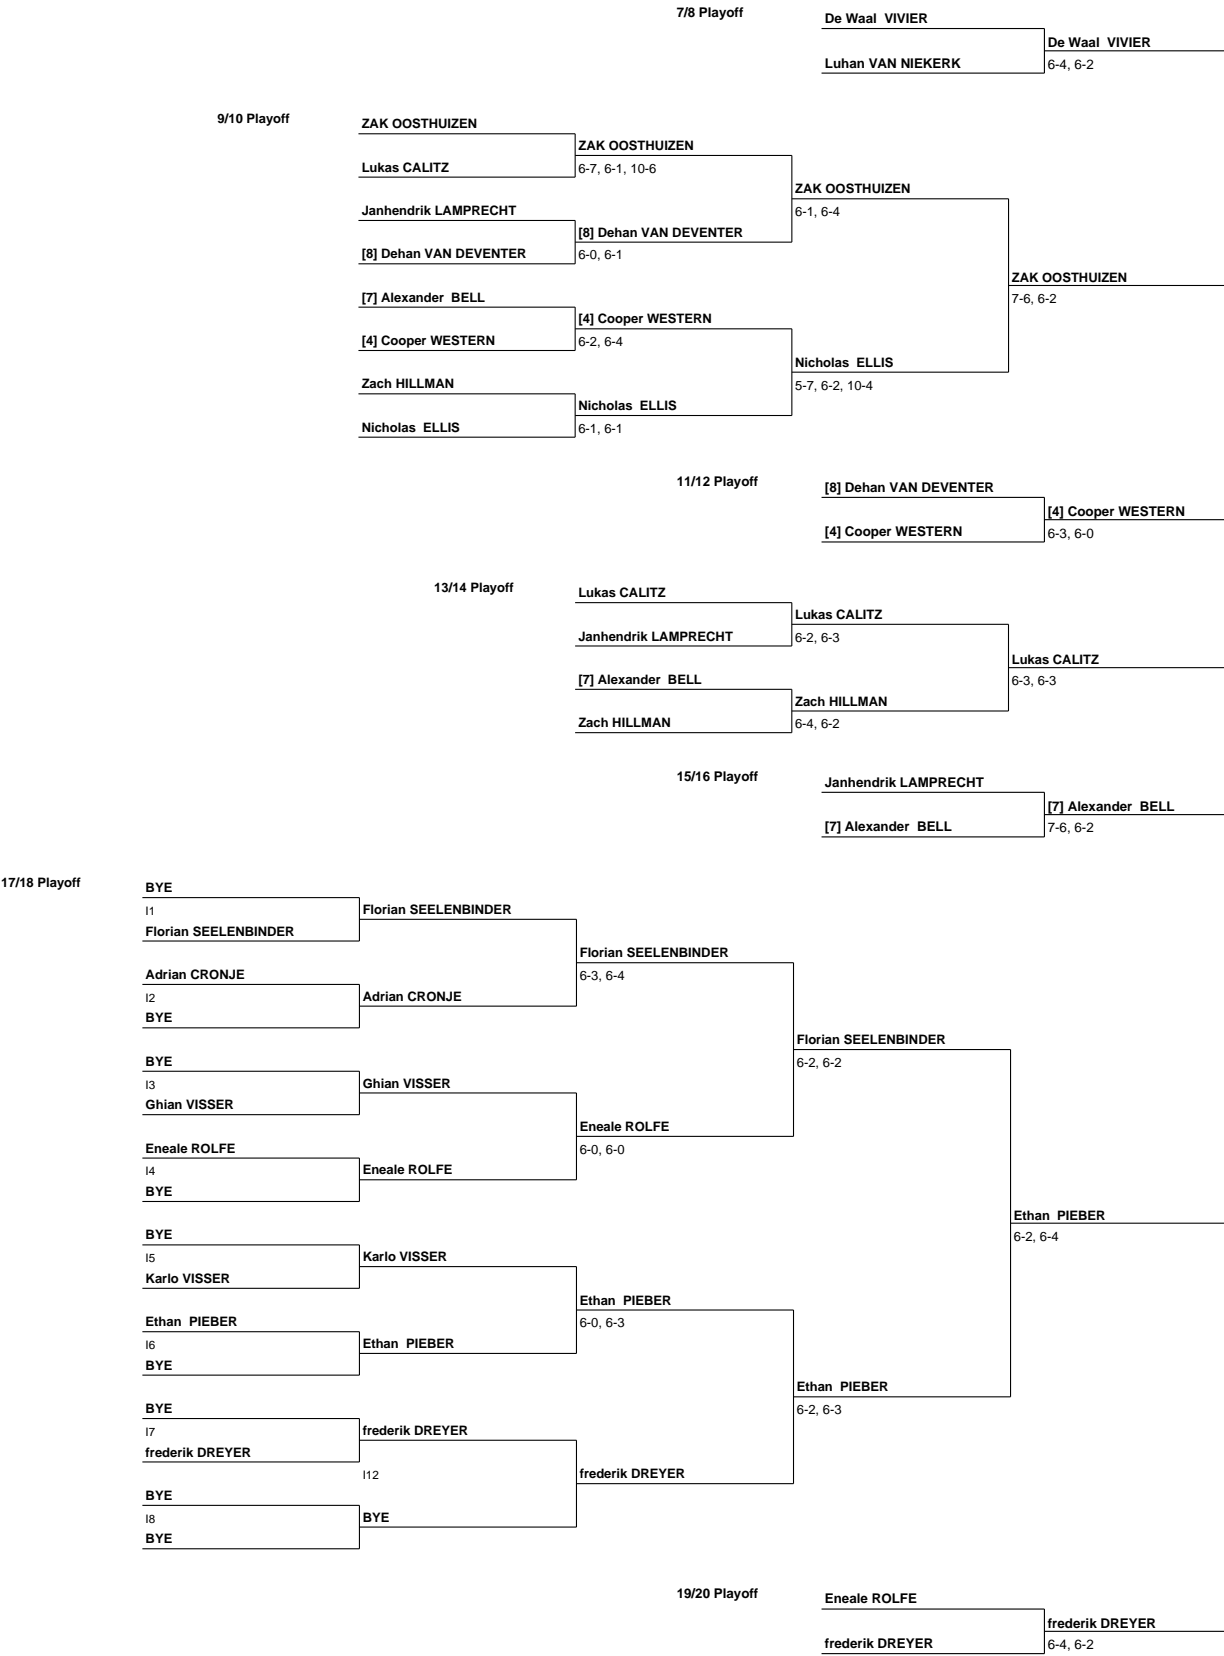 7/8 Playoff
De Waal  VIVIER
De Waal  VIVIER
Luhan VAN NIEKERK
6-4, 6-2
9/10 Playoff
ZAK OOSTHUIZEN
ZAK OOSTHUIZEN
Lukas CALITZ
6-7, 6-1, 10-6
ZAK OOSTHUIZEN
Janhendrik LAMPRECHT
6-1, 6-4
[8] Dehan VAN DEVENTER
[8] Dehan VAN DEVENTER
6-0, 6-1
ZAK OOSTHUIZEN
[7] Alexander  BELL
7-6, 6-2
[4] Cooper WESTERN
[4] Cooper WESTERN
6-2, 6-4
Nicholas  ELLIS
Zach HILLMAN
5-7, 6-2, 10-4
Nicholas  ELLIS
Nicholas  ELLIS
6-1, 6-1
11/12 Playoff
[8] Dehan VAN DEVENTER
[4] Cooper WESTERN
[4] Cooper WESTERN
6-3, 6-0
13/14 Playoff
Lukas CALITZ
Lukas CALITZ
Janhendrik LAMPRECHT
6-2, 6-3
Lukas CALITZ
[7] Alexander  BELL
6-3, 6-3
Zach HILLMAN
Zach HILLMAN
6-4, 6-2
15/16 Playoff
Janhendrik LAMPRECHT
[7] Alexander  BELL
[7] Alexander  BELL
7-6, 6-2
17/18 Playoff
BYE
I1
Florian SEELENBINDER
Florian SEELENBINDER
Florian SEELENBINDER
Adrian CRONJE
6-3, 6-4
I2
Adrian CRONJE
BYE
Florian SEELENBINDER
BYE
6-2, 6-2
I3
Ghian VISSER
Ghian VISSER
Eneale ROLFE
Eneale ROLFE
6-0, 6-0
I4
Eneale ROLFE
BYE
Ethan  PIEBER
BYE
6-2, 6-4
I5
Karlo VISSER
Karlo VISSER
Ethan  PIEBER
Ethan  PIEBER
6-0, 6-3
I6
Ethan  PIEBER
BYE
Ethan  PIEBER
BYE
6-2, 6-3
I7
frederik DREYER
frederik DREYER
I12
frederik DREYER
BYE
I8
BYE
BYE
19/20 Playoff
Eneale ROLFE
frederik DREYER
frederik DREYER
6-4, 6-2